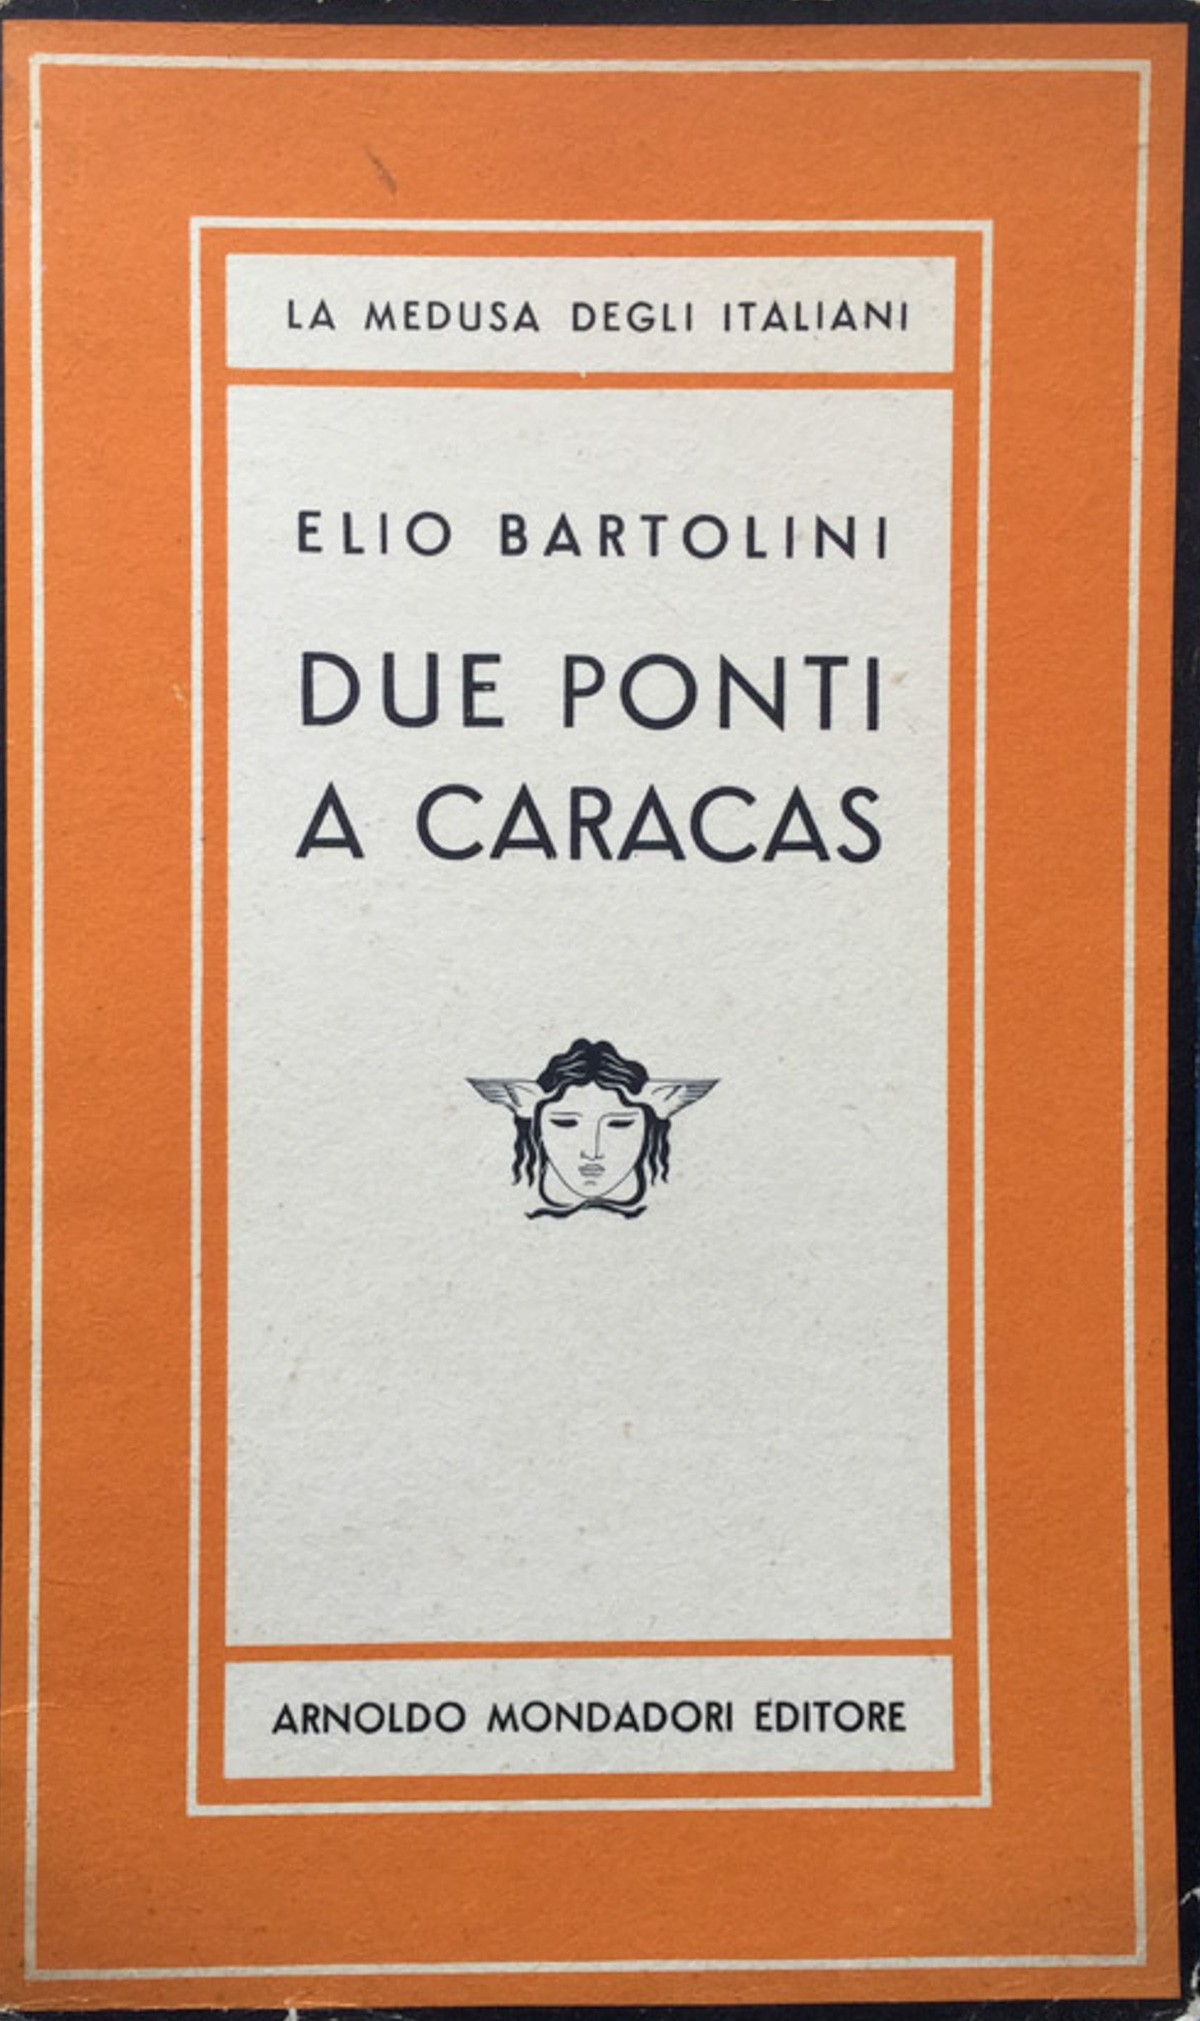 LA MEDUSA DEGLI ITALIANI
ELIO BARTOLINI
DUE PONTI
A CARACAS
ARNOLDO MONDADORI EDITORE